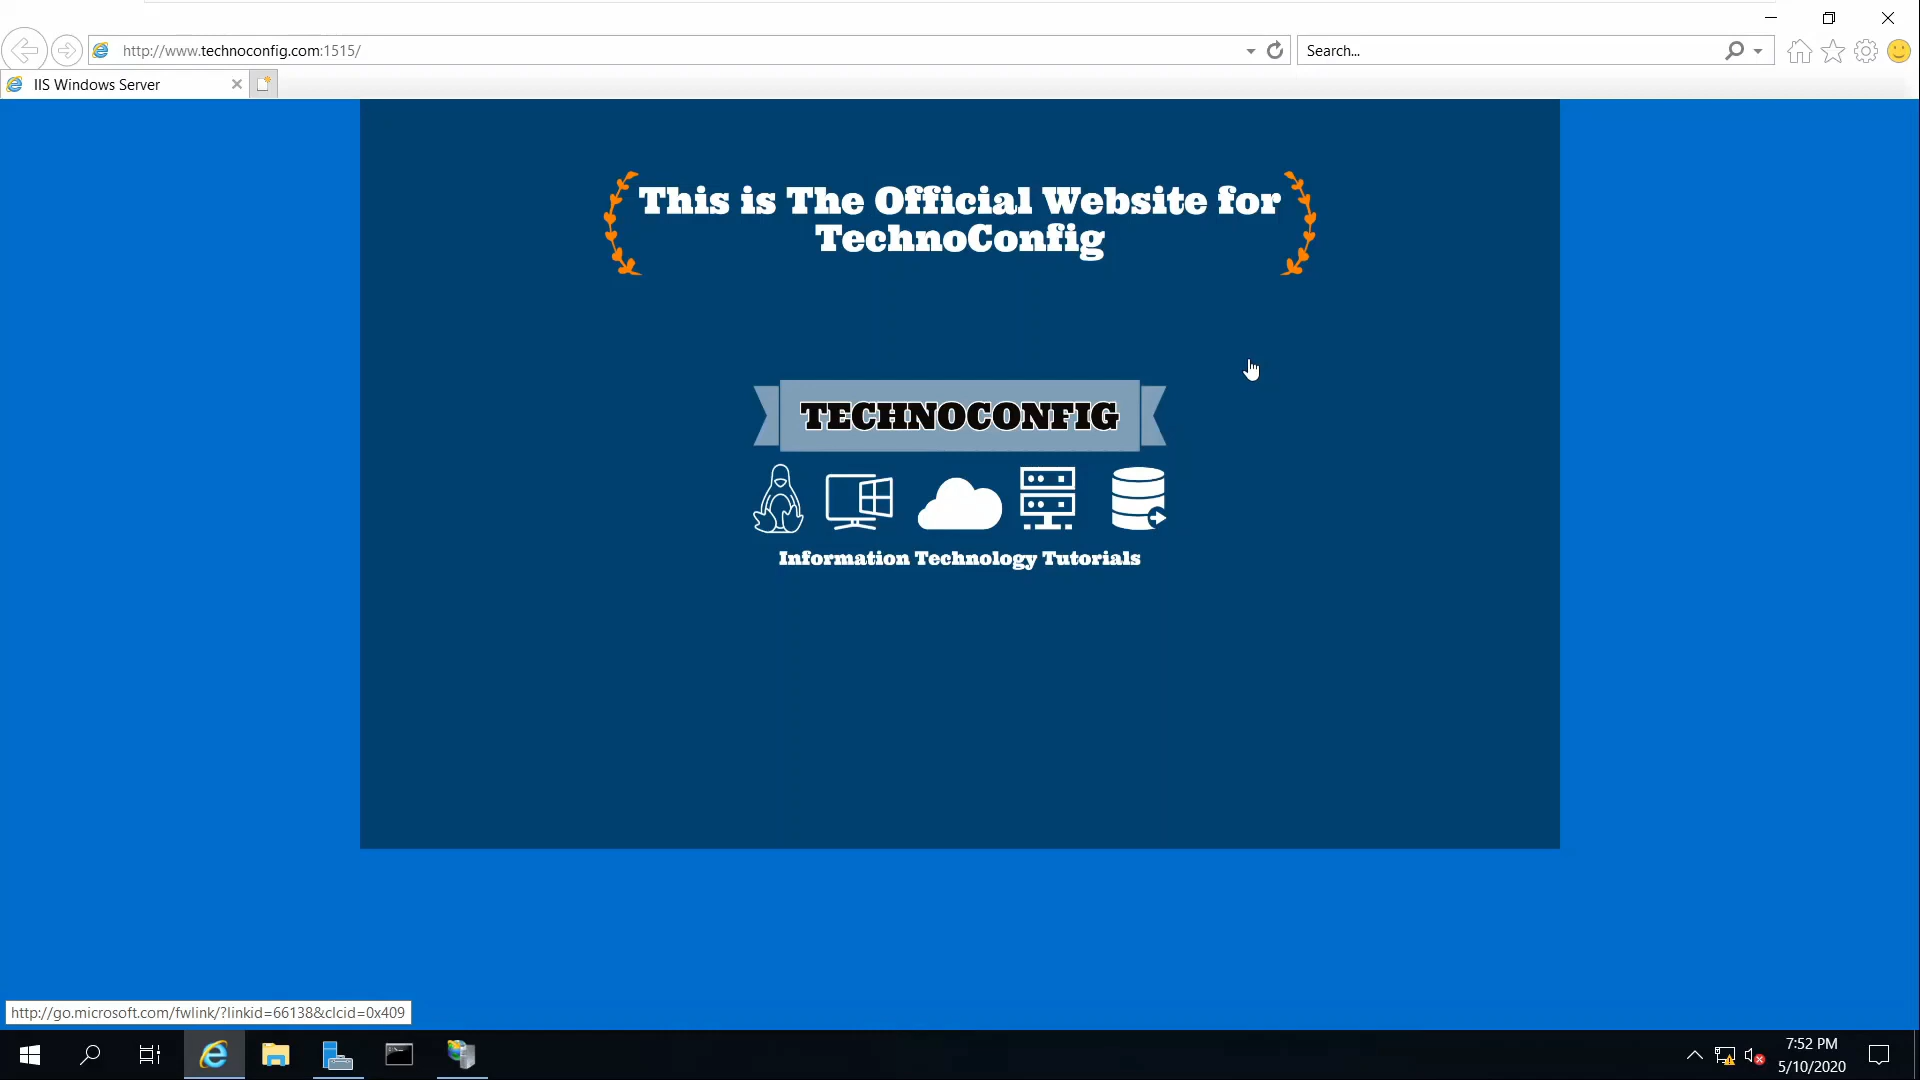 http://www.technoconfig.com:1515/
Search...
IIS Windows Server
This is The Official Website for
TechnoConfig
TECHNOCONFIG
Information Technology Tutorials
http://go.microsoft.com/fwlink/?linkid=66138&clcid=0x409
7:52 PM
5/10/2020